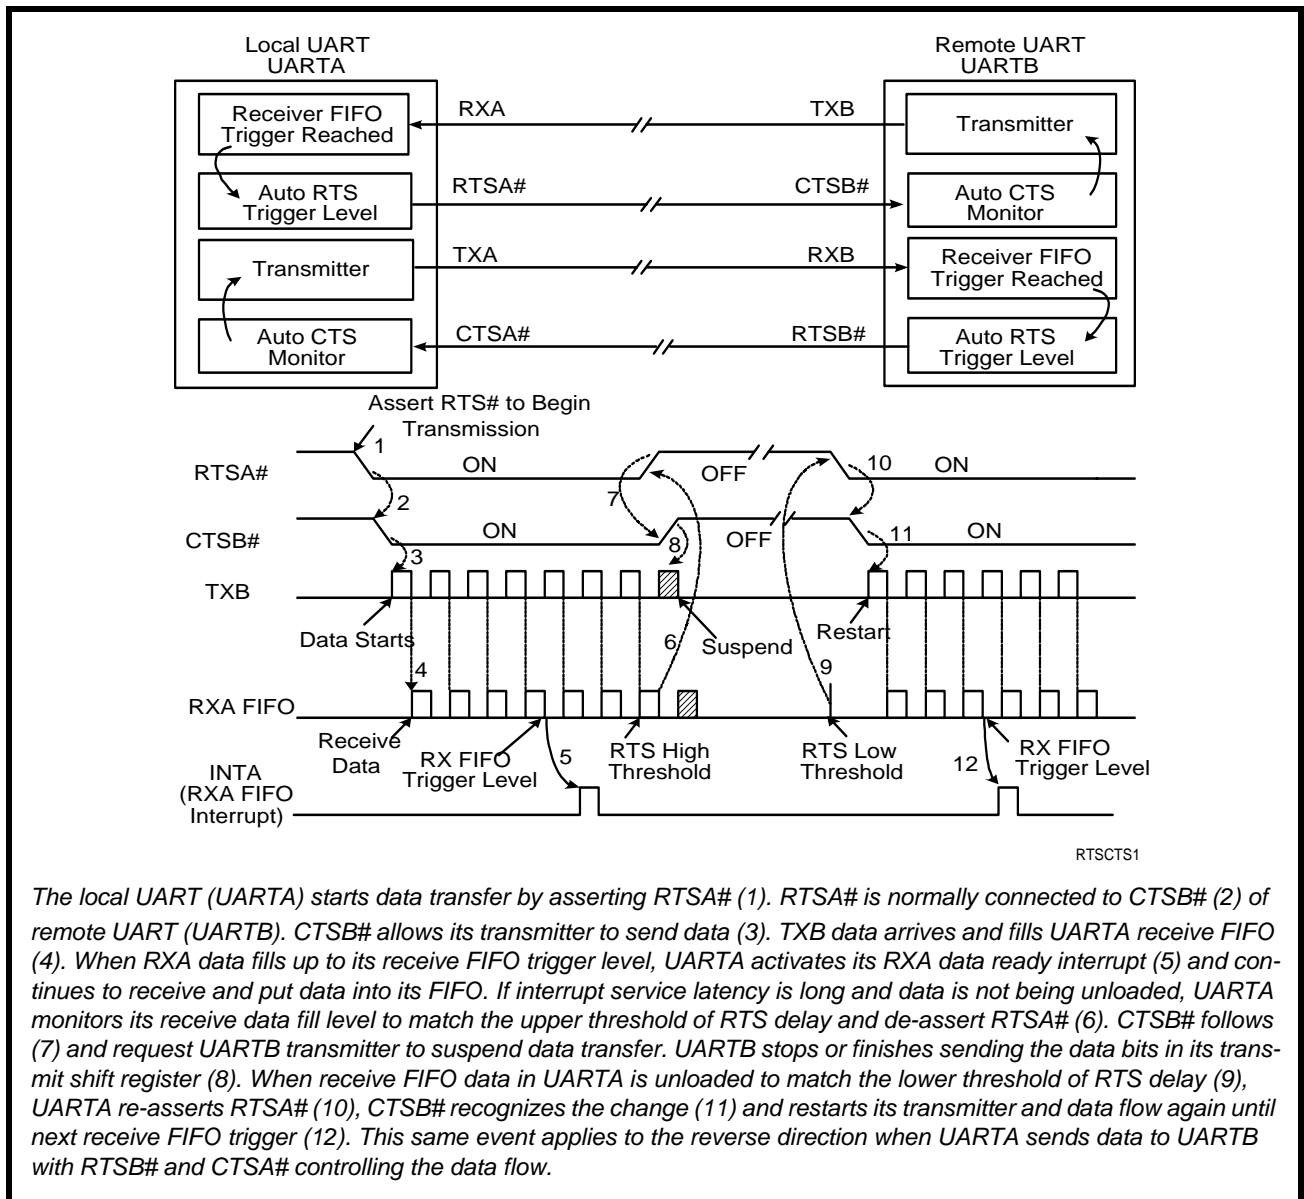 Local UART
UARTA
Remote UART
UARTB
Receiver FIFO
Trigger Reached
RXA
TXB
Transmitter
Auto RTS
Trigger Level
RTSA#
CTSB#
Auto CTS
Monitor
Transmitter
TXA
RXB
Receiver FIFO
Trigger Reached
Auto CTS
Monitor
CTSA#
RTSB#
Auto RTS
Trigger Level
Assert RTS# to Begin
Transmission
1
RTSA#
ON
OFF
10
ON
2
7
CTSB#
ON
OFF
11
ON
3
8
TXB
Data Starts
6
Suspend
Restart
4
9
RXA FIFO
Receive
Data
RX FIFO
Trigger Level
5
RTS High
Threshold
RTS Low
Threshold
12
RX FIFO
Trigger Level
INTA
(RXA FIFO
Interrupt)
RTSCTS1
The local UART (UARTA) starts data transfer by asserting RTSA# (1). RTSA# is normally connected to CTSB# (2) of
remote UART (UARTB). CTSB# allows its transmitter to send data (3). TXB data arrives and fills UARTA receive FIFO
(4). When RXA data fills up to its receive FIFO trigger level, UARTA activates its RXA data ready interrupt (5) and con-
tinues to receive and put data into its FIFO. If interrupt service latency is long and data is not being unloaded, UARTA
monitors its receive data fill level to match the upper threshold of RTS delay and de-assert RTSA# (6). CTSB# follows
(7) and request UARTB transmitter to suspend data transfer. UARTB stops or finishes sending the data bits in its trans-
mit shift register (8). When receive FIFO data in UARTA is unloaded to match the lower threshold of RTS delay (9),
UARTA re-asserts RTSA# (10), CTSB# recognizes the change (11) and restarts its transmitter and data flow again until
next receive FIFO trigger (12). This same event applies to the reverse direction when UARTA sends data to UARTB
with RTSB# and CTSA# controlling the data flow.